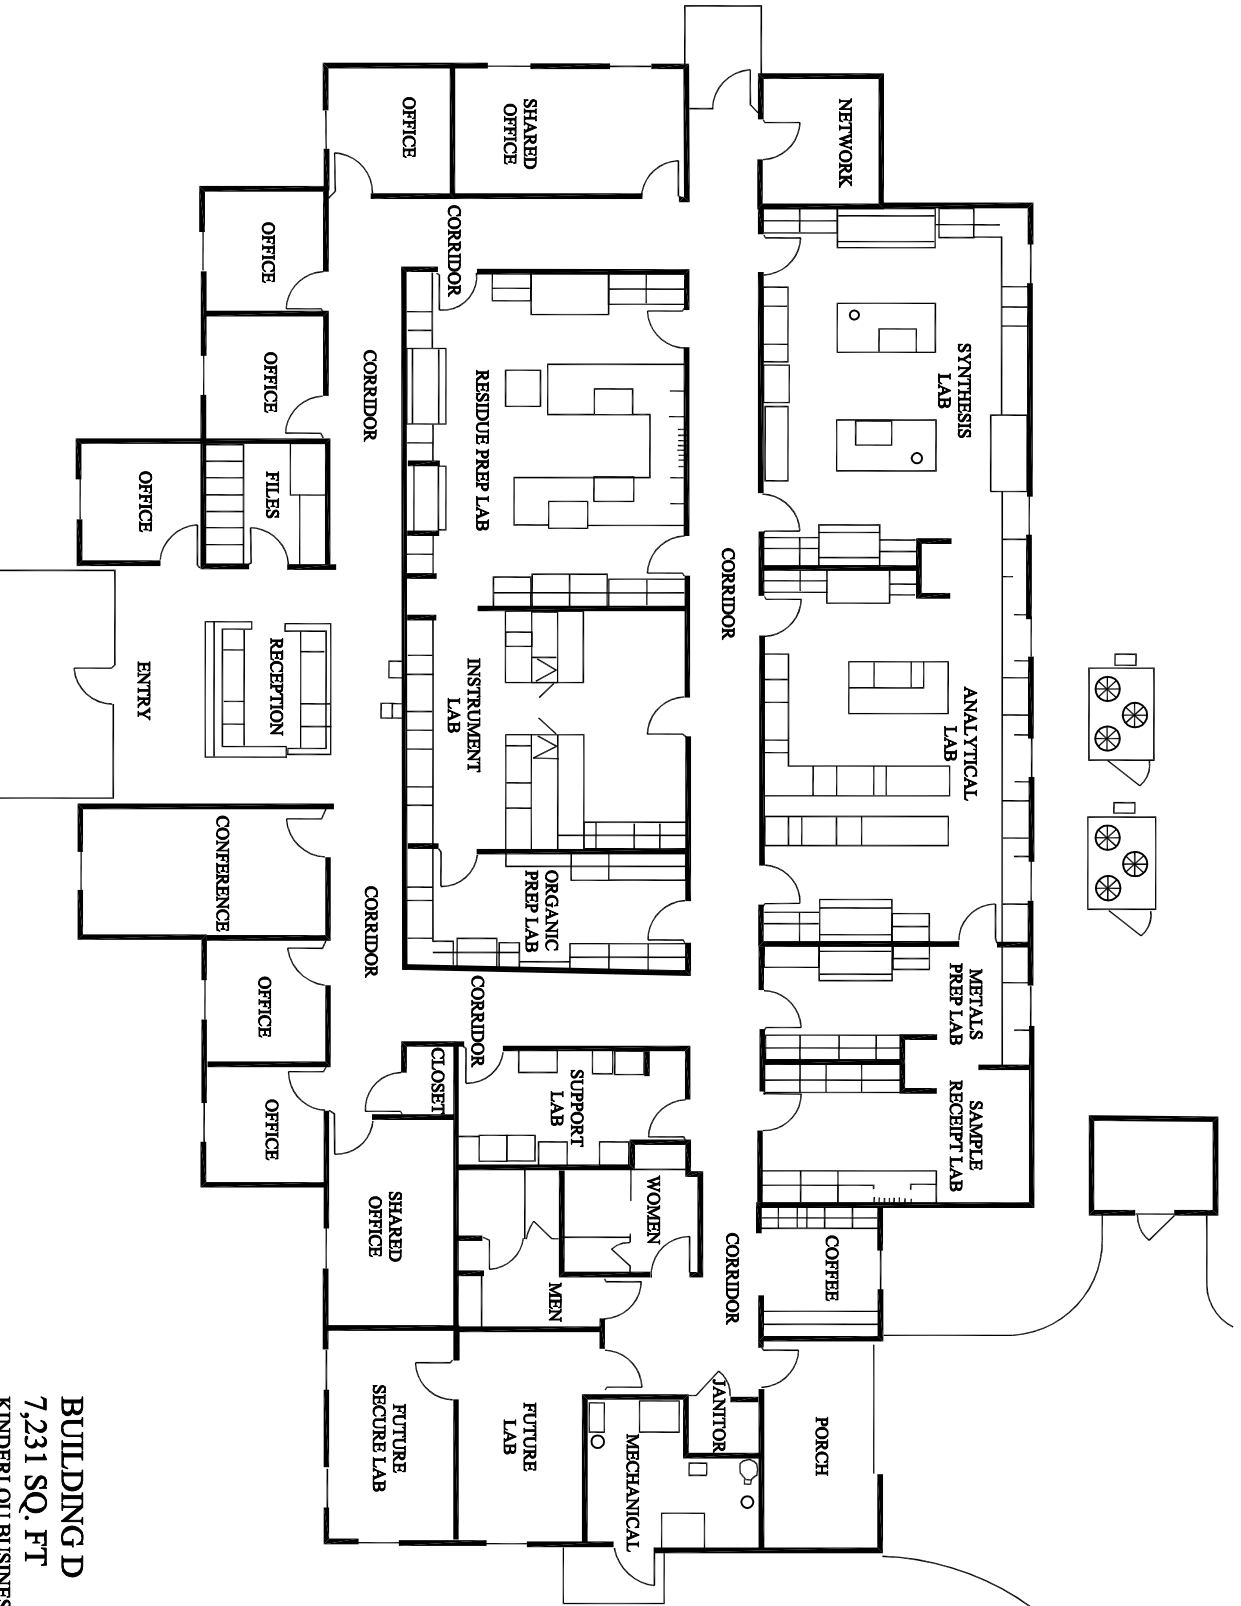 NETWORK
SHARED
OFFICE
OFFICE
CORRIDOR
OFFICE
SYNTHESIS
LAB
RESIDUE PREP LAB
CORRIDOR
OFFICE
FILES
OFFICE
CORRIDOR
ANALYTICAL
LAB
INSTRUMENT
LAB
RECEPTION
ENTRY
ORGANIC
PREP LAB
CONFERENCE
CORRIDOR
METALS
PREP LAB
CORRIDOR
OFFICE
SAMPLE
RECEIPT LAB
SUPPORT
LAB
CLOSET
OFFICE
WOMEN
SHARED
OFFICE
COFFEE
CORRIDOR
MEN
JANITOR
PORCH
MECHANICAL
FUTURE
LAB
FUTURE
SECURE LAB
BUILDING D
7,231 SQ. FT